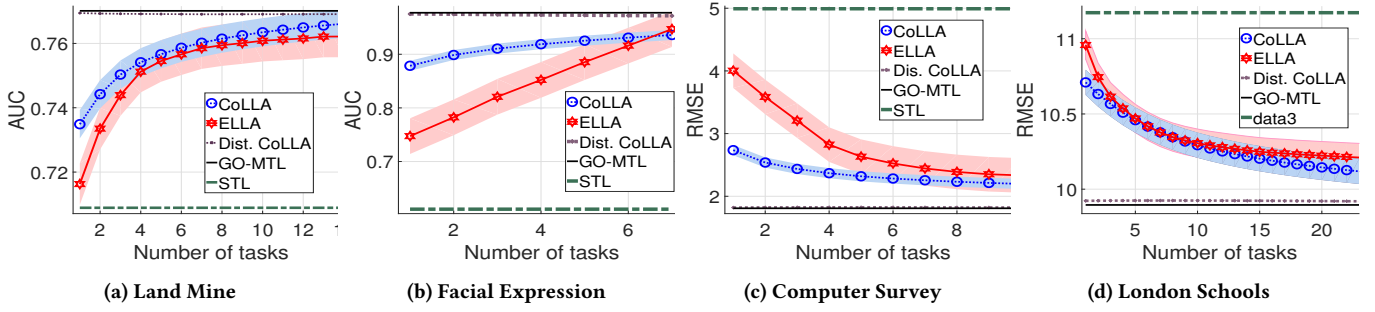 0.76
0.74
0.72
AUC
CoLLA
ELLA
Dist. CoLLA
GO-MTL
STL
2 4 6 8 10 12
Number of tasks
(a) Land Mine
0.9
0.8
0.7
AUC
CoLLA
ELLA
Dist. CoLLA
GO-MTL
STL
2 4 6
Number of tasks
(b) Facial Expression
5
4
3
2
RMSE
CoLLA
ELLA
Dis. CoLLA
GO-MTL
STL
2 4 6 8
Number of tasks
(c) Computer Survey
11
10.5
10
RMSE
CoLLA
ELLA
Dist. CoLLA
GO-MTL
data3
5 10 15 20
Number of tasks
(d) London Schools